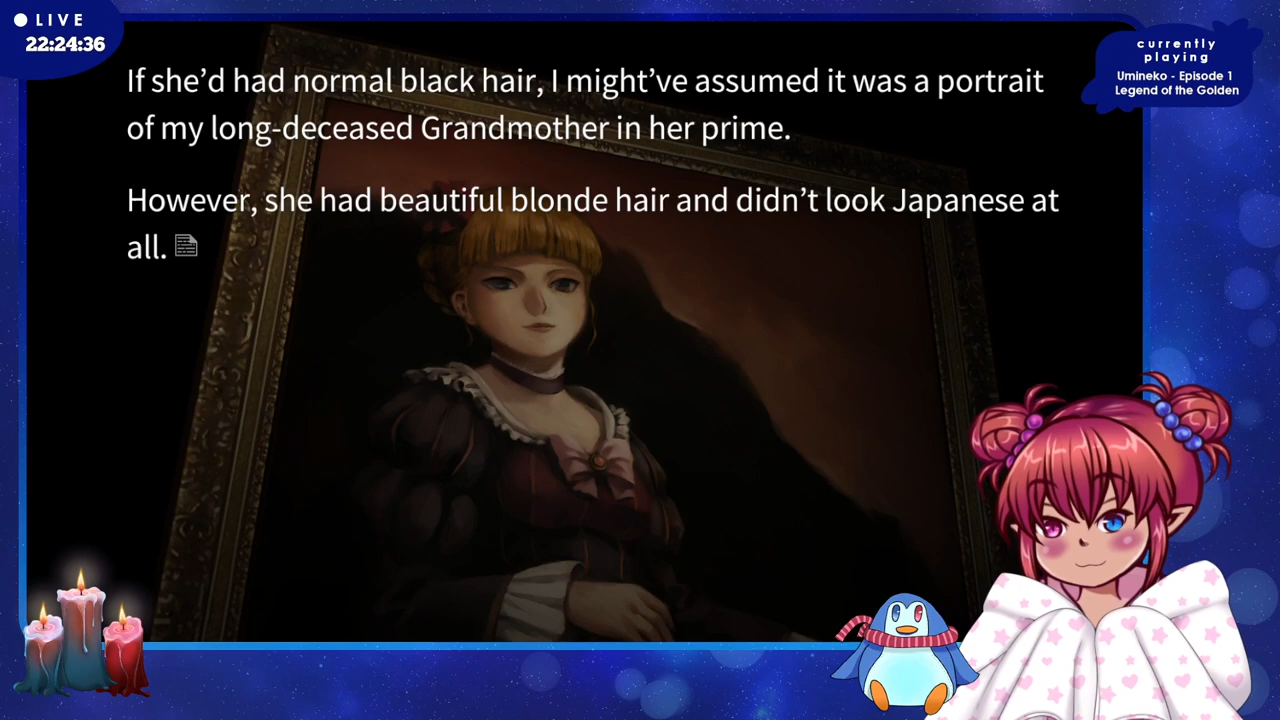 LIVE
22:24:36
currently
playing
Umineko - Episode 1
Legend of the Golden
If she’d had normal black hair, I might’ve assumed it was a portrait
of my long-deceased Grandmother in her prime.
However, she had beautiful blonde hair and didn’t look Japanese at
all.